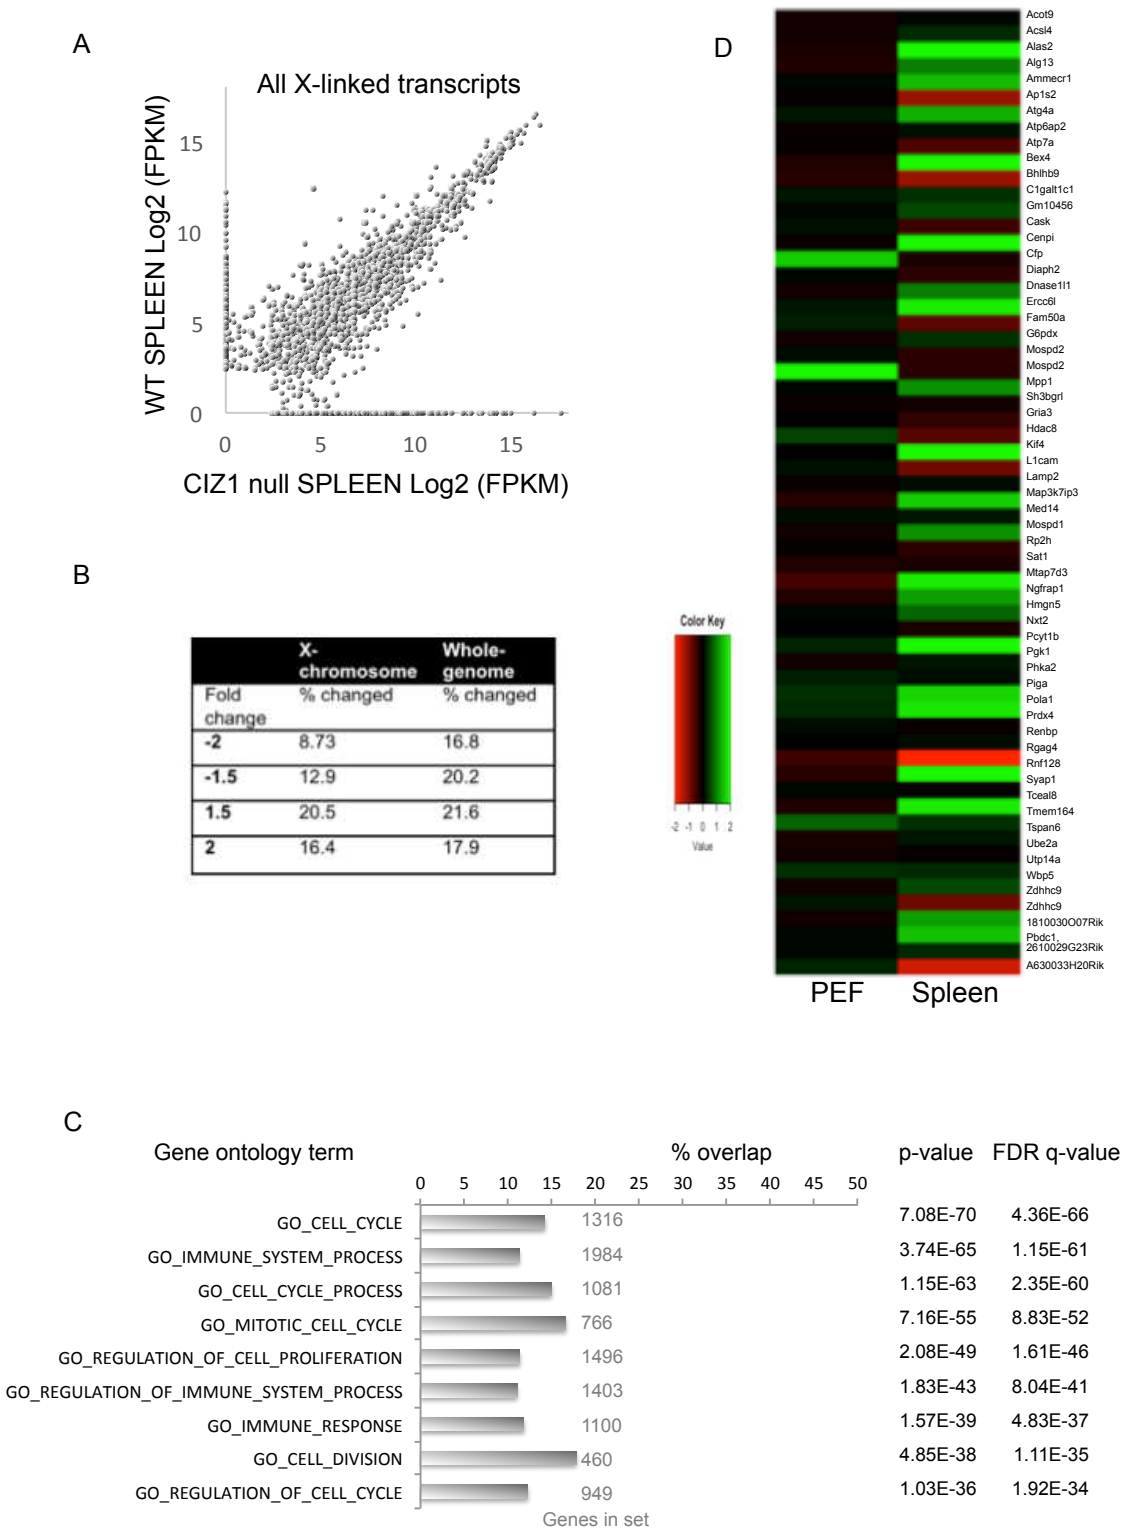 A
All X-linked transcripts
WT SPLEEN Log2 (FPKM)
15
10
5
0
0 5 10 15
CIZ1 null SPLEEN Log2 (FPKM)
B
X-chromosome Whole-genome
Fold change % changed % changed
-2 8.73 16.8
-1.5 12.9 20.2
1.5 20.5 21.6
2 16.4 17.9
Color Key
-2 -1 0 1 2
Value
D
Acot9
Acsl4
Alas2
Alg13
Ammecr1
Ap1s2
Atg4a
Atp6ap2
Atp7a
Bex4
Bhlhb9
C1galt1c1
Gm10456
Cask
Cenpi
Cfp
Diaph2
Dnase1l1
Ercc6l
Fam50a
G6pdx
Mospd2
Mospd2
Mpp1
Sh3bgrl
Gria3
Hdac8
Kif4
L1cam
Lamp2
Map3k7ip3
Med14
Mospd1
Rp2h
Sat1
Mtap7d3
Ngfrap1
Hmgn5
Nxt2
Pcyt1b
Pgk1
Phka2
Piga
Pola1
Prdx4
Renbp
Rgag4
Rnf128
Syap1
Tceal8
Tmem164
Tspan6
Ube2a
Utp14a
Wbp5
Zdhhc9
Zdhhc9
1810030O07Rik
Pbdc1,
2610029G23Rik
A630033H20Rik
PEF Spleen
C
Gene ontology term % overlap p-value FDR q-value
0 5 10 15 20 25 30 35 40 45 50
GO_CELL_CYCLE 1316 7.08E-70 4.36E-66
GO_IMMUNE_SYSTEM_PROCESS 1984 3.74E-65 1.15E-61
GO_CELL_CYCLE_PROCESS 1081 1.15E-63 2.35E-60
GO_MITOTIC_CELL_CYCLE 766 7.16E-55 8.83E-52
GO_REGULATION_OF_CELL_PROLIFERATION 1496 2.08E-49 1.61E-46
GO_REGULATION_OF_IMMUNE_SYSTEM_PROCESS 1403 1.83E-43 8.04E-41
GO_IMMUNE_RESPONSE 1100 1.57E-39 4.83E-37
GO_CELL_DIVISION 460 4.85E-38 1.11E-35
GO_REGULATION_OF_CELL_CYCLE 949 1.03E-36 1.92E-34
Genes in set